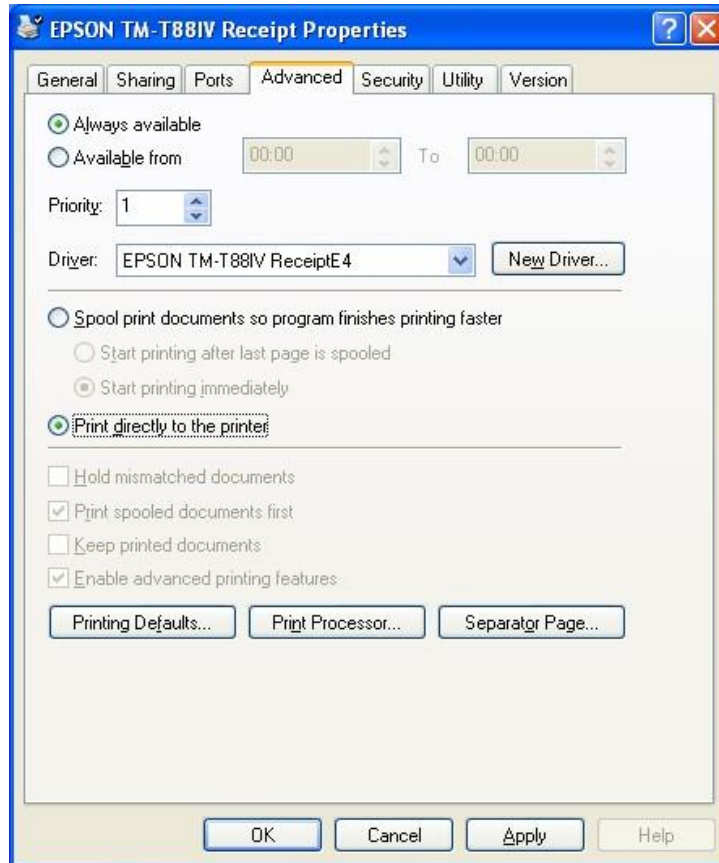 EPSON TM-T88IV Receipt Properties
General Sharing Ports Advanced Security Utility Version
Always available
Available from 00:00 To 00:00
Priority: 1
Driver: EPSON TM-T88IV ReceiptE4 New Driver...
Spool print documents so program finishes printing faster
Start printing after last page is spooled
Start printing immediately
Print directly to the printer
Hold mismatched documents
Print spooled documents first
Keep printed documents
Enable advanced printing features
Printing Defaults... Print Processor... Separator Page...
OK Cancel Apply Help